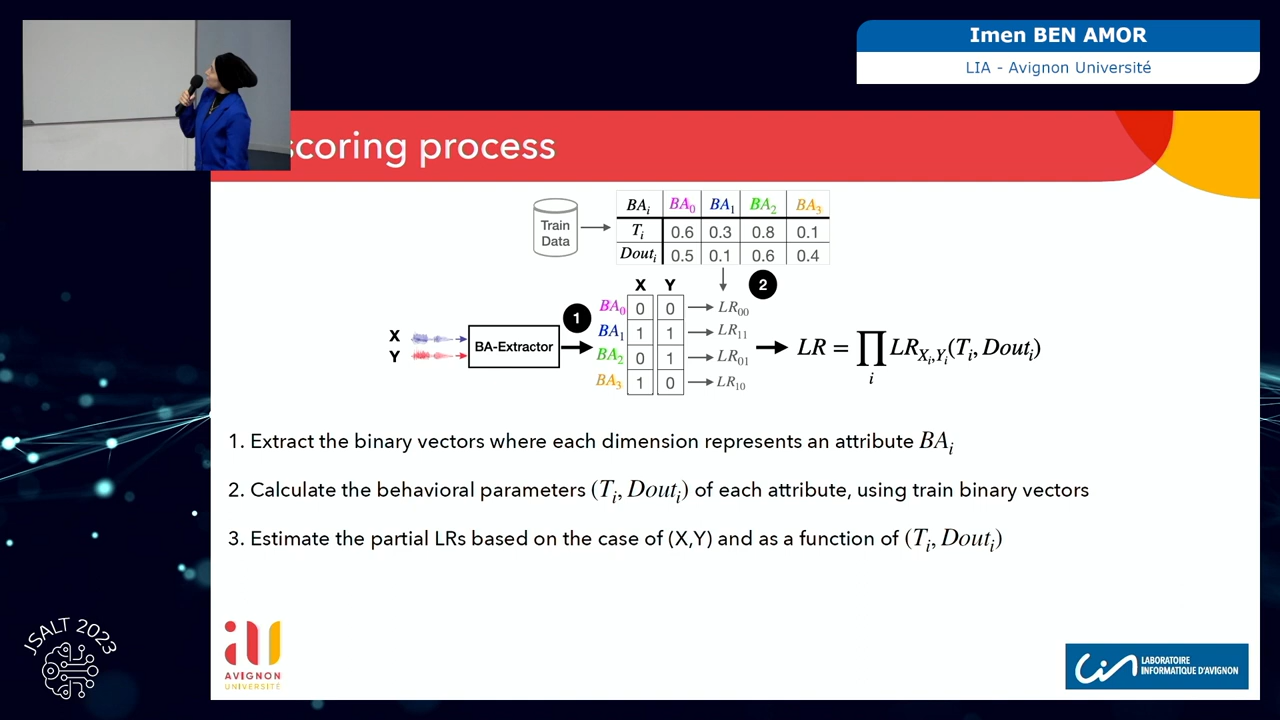 Imen BEN AMOR
LIA - Avignon Université
scoring process
Train Data
BA_i BA_0 BA_1 BA_2 BA_3
T_i 0.6 0.3 0.8 0.1
Dout_i 0.5 0.1 0.6 0.4
X Y
2
1
BA_0 0 0 LR_00
BA_1 1 1 LR_11
BA_2 0 1 LR_01
BA_3 1 0 LR_10
X
Y
BA-Extractor
LR = ∏_i LR_{X_i,Y_i}(T_i, Dout_i)
1. Extract the binary vectors where each dimension represents an attribute BA_i
2. Calculate the behavioral parameters (T_i, Dout_i) of each attribute, using train binary vectors
3. Estimate the partial LRs based on the case of (X,Y) and as a function of (T_i, Dout_i)
JSALT 2023
AVIGNON
UNIVERSITÉ
LIA
LABORATOIRE
INFORMATIQUE D'AVIGNON